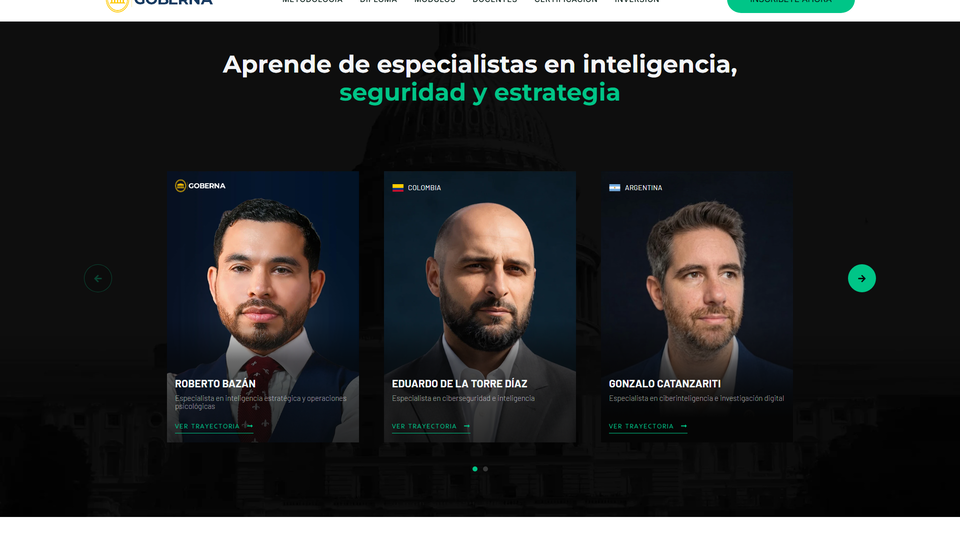 GOBERNA
METODOLOGÍA DIPLOMA MÓDULOS DOCENTES CERTIFICACIÓN INVERSIÓN
INSCRÍBETE AHORA
Aprende de especialistas en inteligencia,
seguridad y estrategia
GOBERNA
ROBERTO BAZÁN
Especialista en inteligencia estratégica y operaciones
psicológicas
VER TRAYECTORIA →
COLOMBIA
EDUARDO DE LA TORRE DÍAZ
Especialista en ciberseguridad e inteligencia
VER TRAYECTORIA →
ARGENTINA
GONZALO CATANZARITI
Especialista en ciberinteligencia e investigación digital
VER TRAYECTORIA →